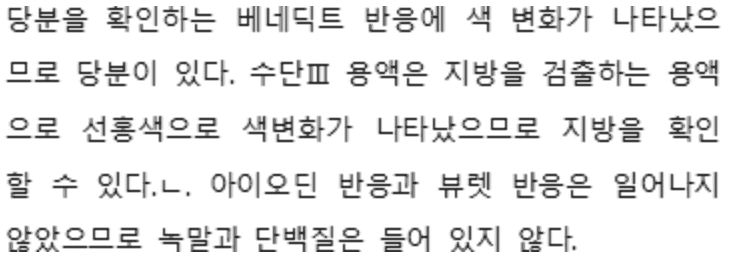 당분을 확인하는 베네딕트 반응에 색 변화가 나타났으
므로 당분이 있다. 수단Ⅲ 용액은 지방을 검출하는 용액
으로 선홍색으로 색변화가 나타났으므로 지방을 확인
할 수 있다.ㄴ. 아이오딘 반응과 뷰렛 반응은 일어나지
않았으므로 녹말과 단백질은 들어 있지 않다.